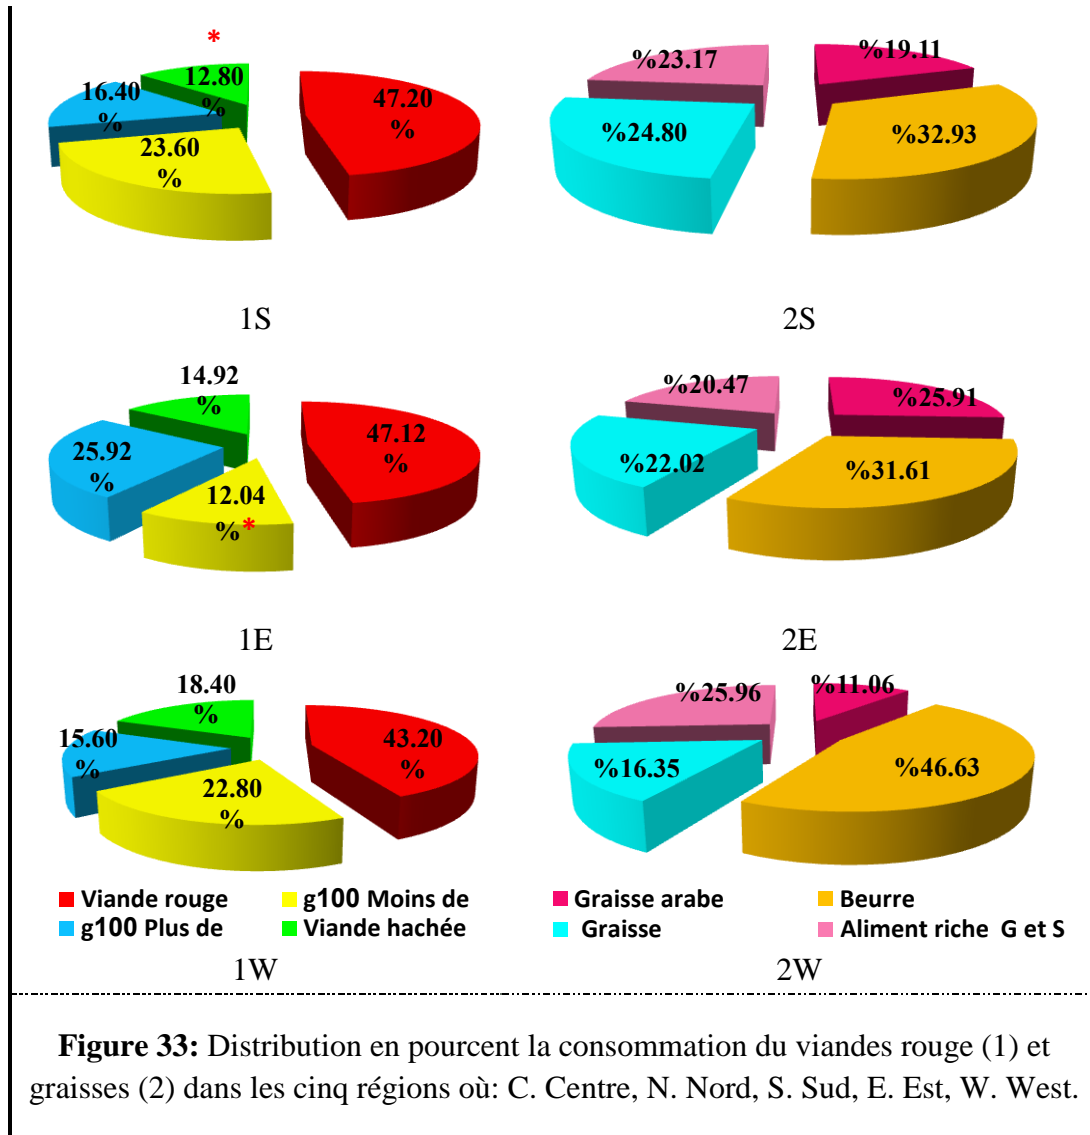 *
12.80
%
16.40
%
47.20
%
23.60
%
%23.17
%19.11
%24.80
%32.93
1S
2S
14.92
%
25.92
%
47.12
%
12.04
%*
%20.47
%25.91
%22.02
%31.61
1E
2E
18.40
%
15.60
%
43.20
%
22.80
%
%25.96
%11.06
%16.35
%46.63
Viande rouge
g100 Moins de
g100 Plus de
Viande hachée
Graisse arabe
Beurre
Graisse
Aliment riche G et S
1W
2W
Figure 33: Distribution en pourcent la consommation du viandes rouge (1) et
graisses (2) dans les cinq régions où: C. Centre, N. Nord, S. Sud, E. Est, W. West.